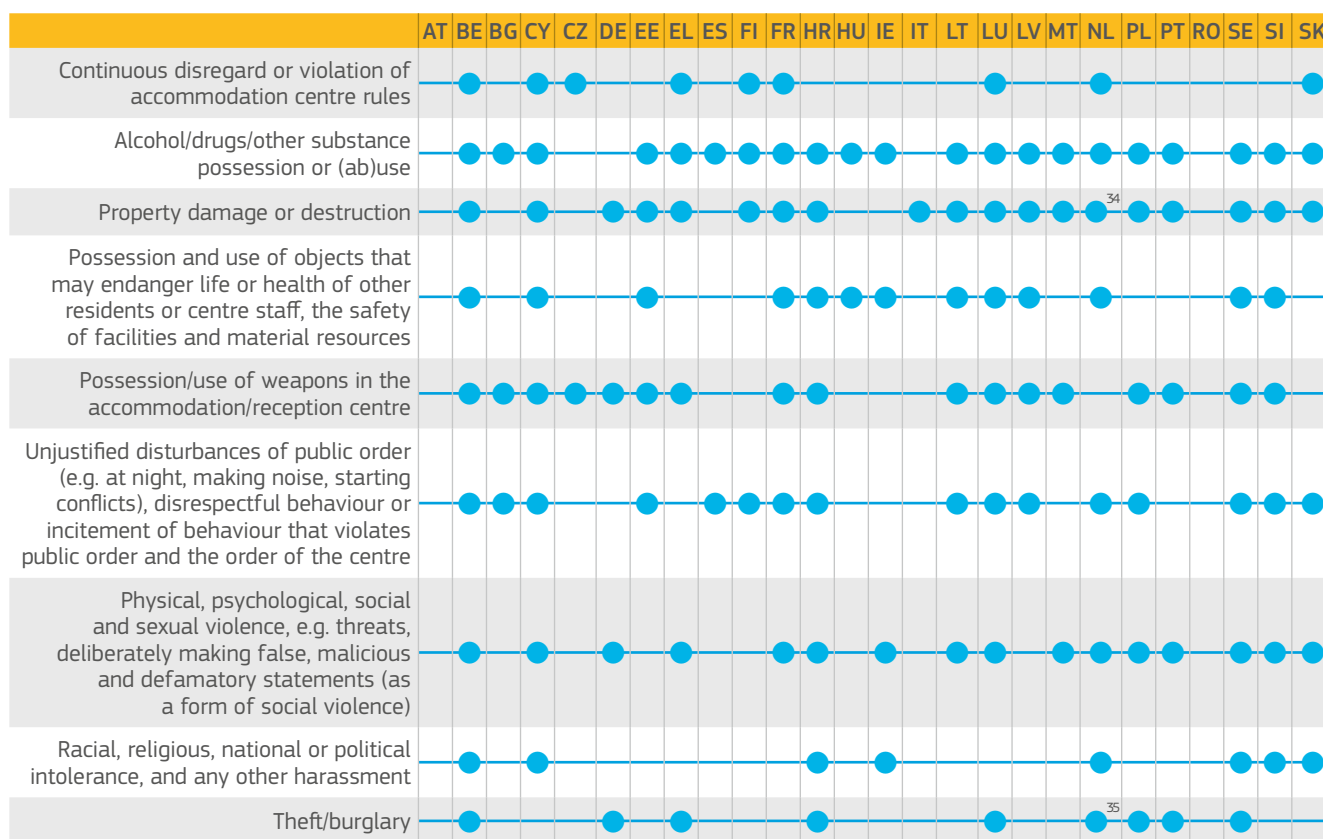 AT BE BG CY CZ DE EE EL ES FI FR HR HU IE IT LT LU LV MT NL PL PT RO SE SI SK
Continuous disregard or violation of
accommodation centre rules
Alcohol/drugs/other substance
possession or (ab)use
Property damage or destruction
34
Possession and use of objects that
may endanger life or health of other
residents or centre staff, the safety
of facilities and material resources
Possession/use of weapons in the
accommodation/reception centre
Unjustified disturbances of public order
(e.g. at night, making noise, starting
conflicts), disrespectful behaviour or
incitement of behaviour that violates
public order and the order of the centre
Physical, psychological, social
and sexual violence, e.g. threats,
deliberately making false, malicious
and defamatory statements (as
a form of social violence)
Racial, religious, national or political
intolerance, and any other harassment
Theft/burglary
35